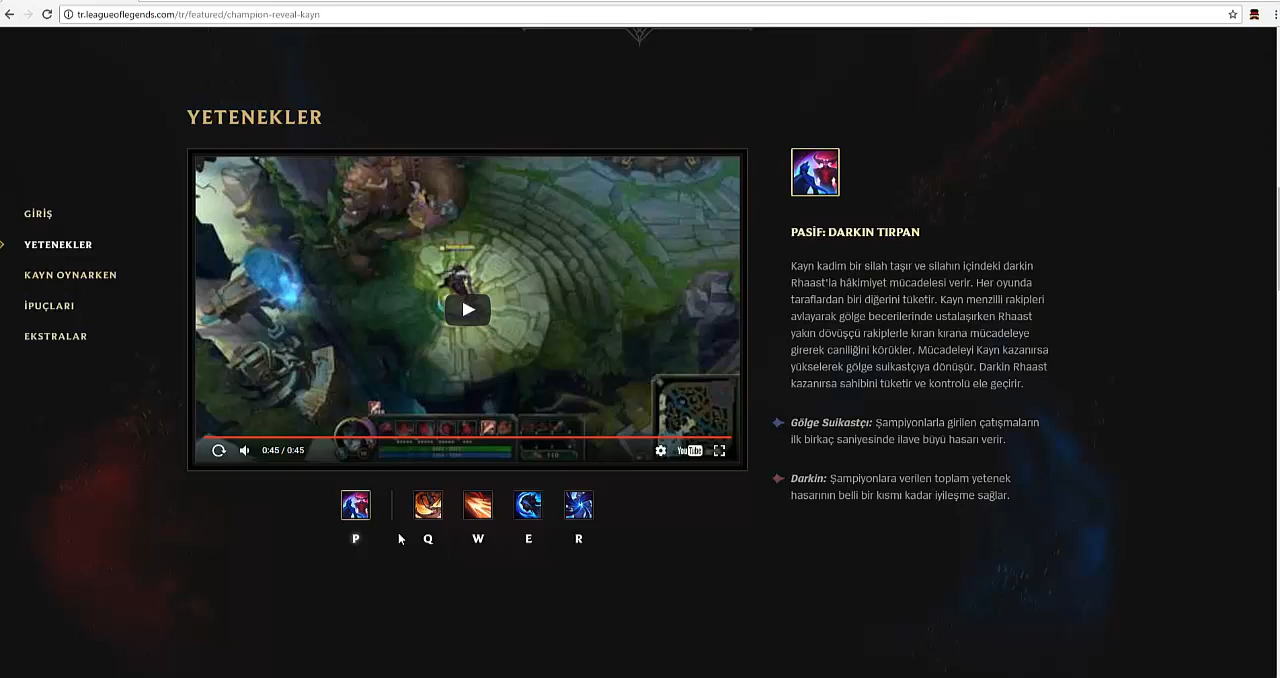 tr.leagueoflegends.com/tr/featured/champion-reveal-kayn
YETENEKLER
GİRİŞ
YETENEKLER
KAYN OYNARKEN
İPUÇLARI
EKSTRALAR
0:45 / 0:45
YouTube
P
Q
W
E
R
PASİF: DARKIN TIRPAN
Kayn kadim bir silah taşır ve silahın içindeki darkin
Rhaast'la hâkimiyet mücadelesi verir. Her oyunda
taraflardan biri diğerini tüketir. Kayn menzilli rakipleri
avlayarak gölge becerilerinde ustalaşırken Rhaast
yakın dövüşçü rakiplerle kıran kırana mücadeleye
girerek caniliğini körükler. Mücadeleyi Kayn kazanırsa
yükselerek gölge suikastçıya dönüşür. Darkin Rhaast
kazanırsa sahibini tüketir ve kontrolü ele geçirir.
Gölge Suikastçı: Şampiyonlarla girilen çatışmaların
ilk birkaç saniyesinde ilave büyü hasarı verir.
Darkin: Şampiyonlara verilen toplam yetenek
hasarının belli bir kısmı kadar iyileşme sağlar.